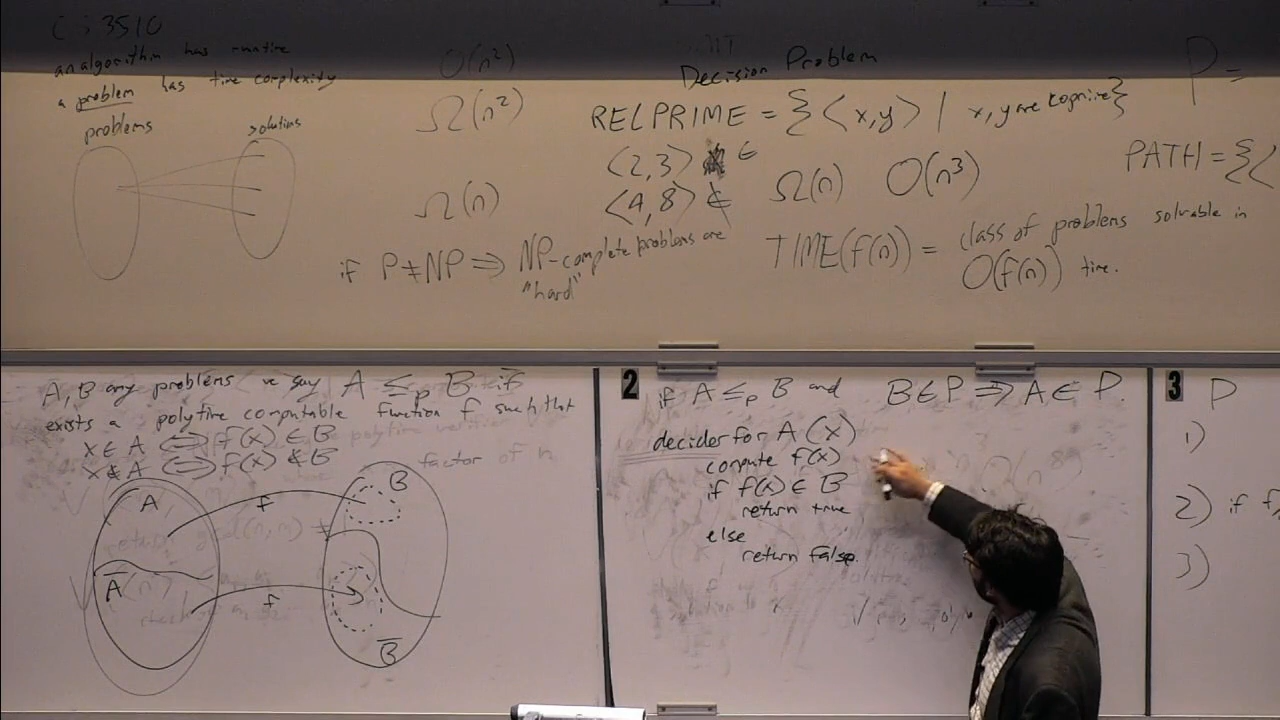 CS 3510
an algorithm has runtime
a problem has time complexity
problems
solutions
O(n²)
Ω(n²)
Ω(n)
if P≠NP ⇒ NP-complete problems are
"hard"
Decision Problem
RELPRIME = {⟨x,y⟩ | x,y are coprime}
⟨2,3⟩ ∈
⟨4,8⟩ ∉
Ω(n) O(n³)
TIME(f(n)) = class of problems solvable in
O(f(n)) time.
P =
PATH = {⟨
A, B any problems we say A ≤p B if
exists a polytime computable function f such that
x ∈ A ⟺ f(x) ∈ B
x ∉ A ⟺ f(x) ∉ B
A
f
B
A̅
f
B̅
2
if A ≤p B and B ∈ P ⟹ A ∈ P.
decider for A (x)
compute f(x)
if f(x) ∈ B
return true
else
return false.
3
P
1)
2) if
3)